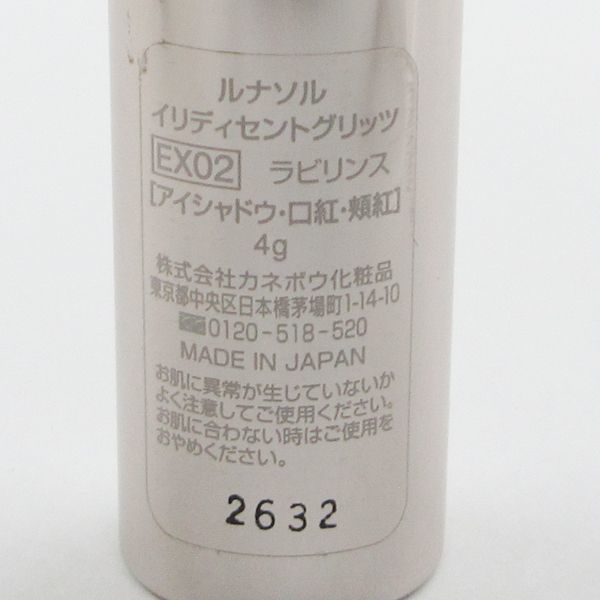 ルナソル
イリディセントグリッツ
EX02 ラビリンス
[アイシャドウ・口紅・頬紅]
4g
株式会社カネボウ化粧品
東京都中央区日本橋茅場町1-14-10
0120-518-520
MADE IN JAPAN
お肌に異常が生じていないか
よく注意してご使用ください。
お肌に合わない時はご使用を
おやめください。
2632